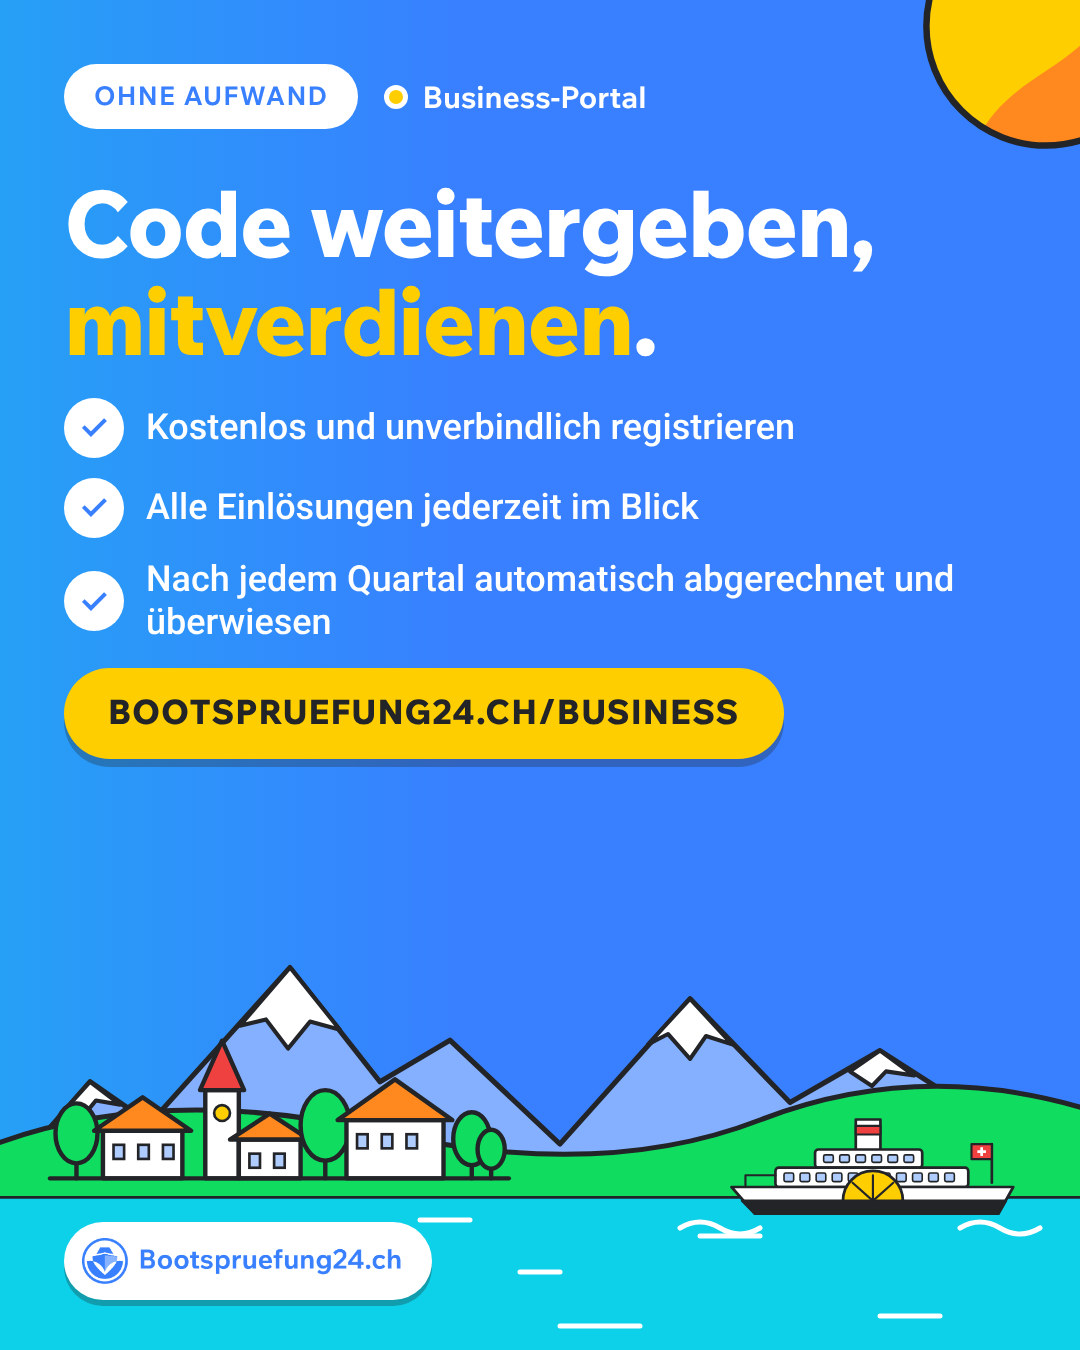 OHNE AUFWAND
Business-Portal
Code weitergeben,
mitverdienen.
Kostenlos und unverbindlich registrieren
Alle Einlösungen jederzeit im Blick
Nach jedem Quartal automatisch abgerechnet und
überwiesen
BOOTSPRUEFUNG24.CH/BUSINESS
Bootspruefung24.ch